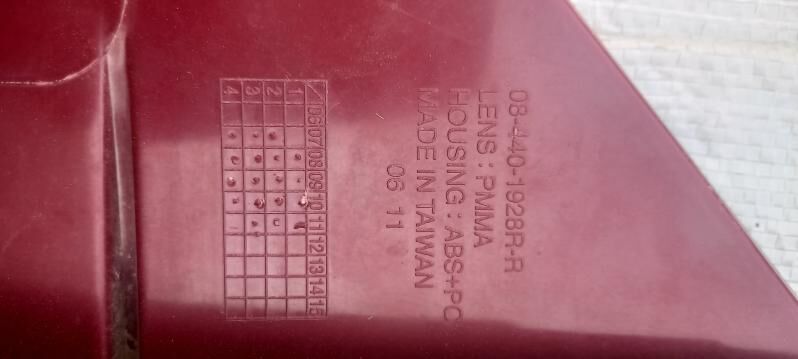 08-440-1928R-R
LENS : PMMA
HOUSING : ABS+PC
MADE IN TAIWAN
06 11
06 07 08 09 10 11 12 13 14 15
1
2
3
4